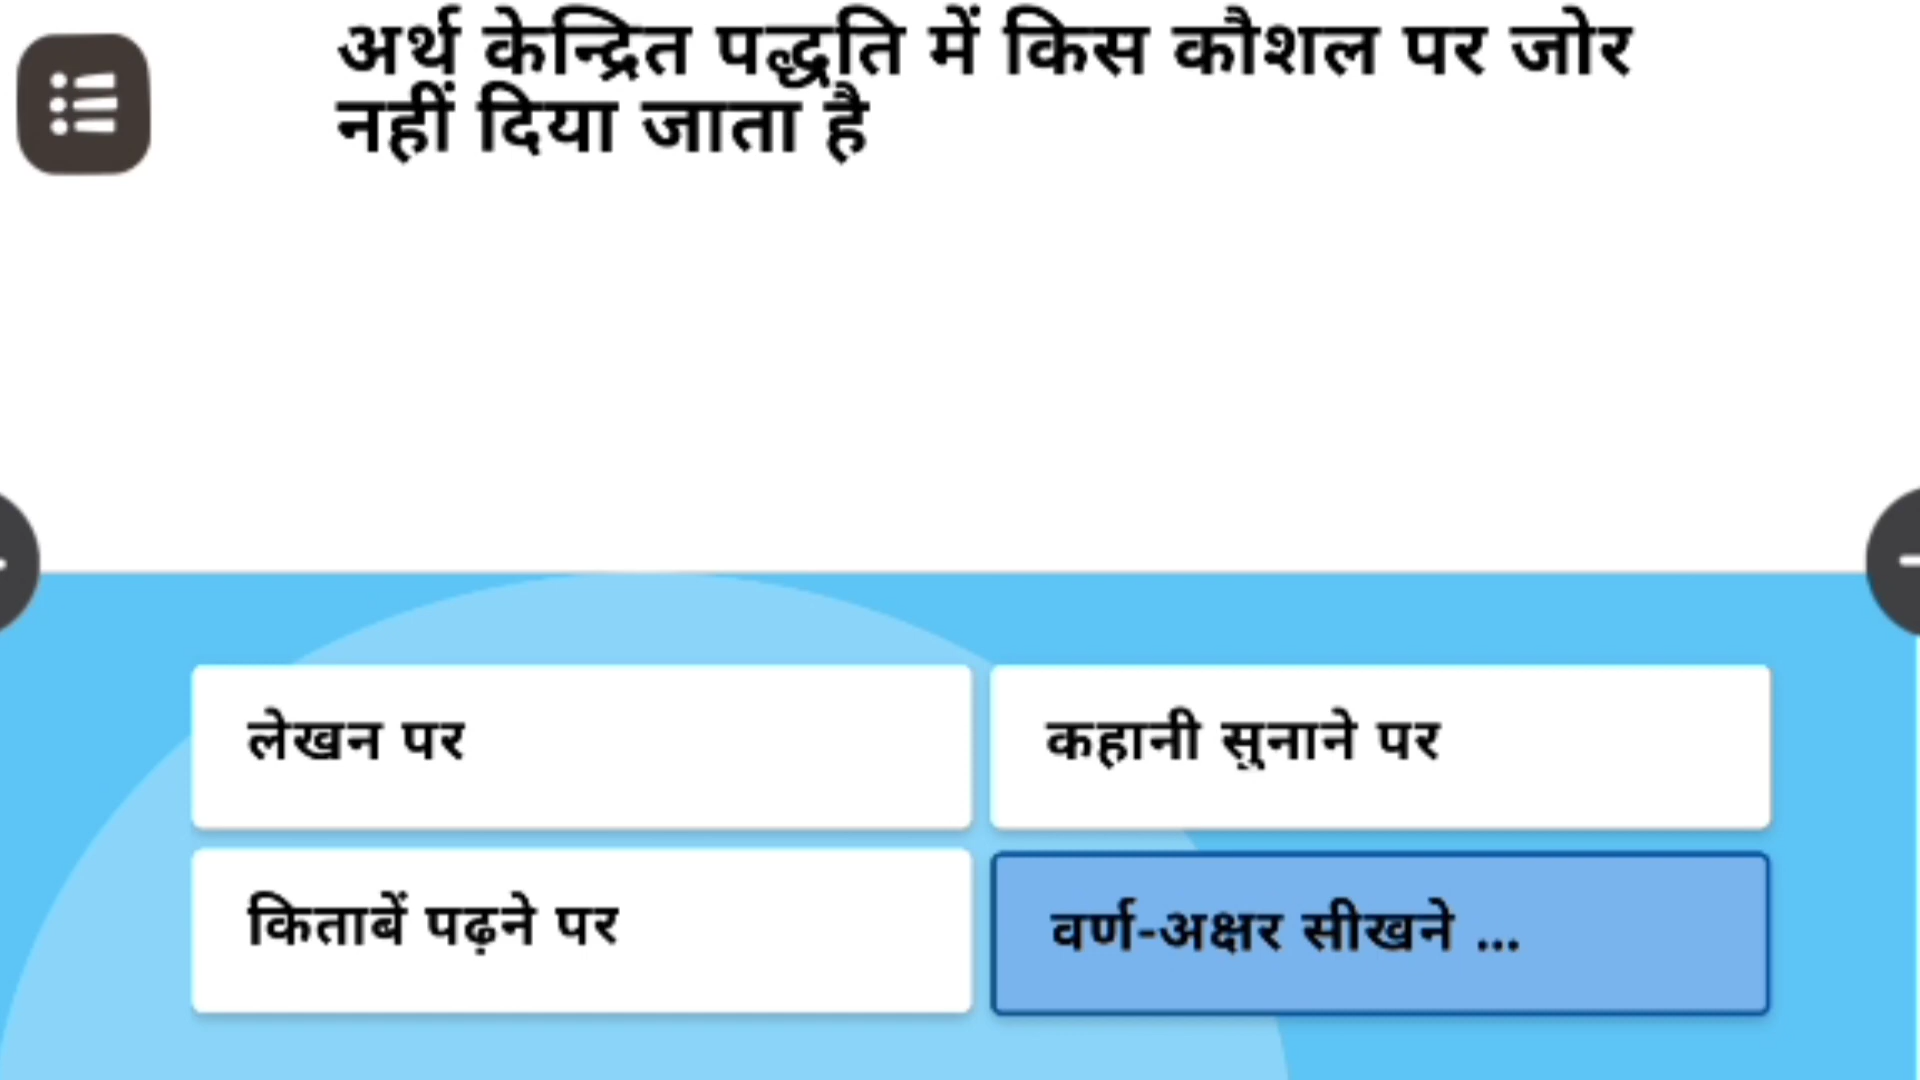 अर्थ केन्द्रित पद्धति में किस कौशल पर जोर
नहीं दिया जाता है
लेखन पर
कहानी सुनाने पर
किताबें पढ़ने पर
वर्ण-अक्षर सीखने ...